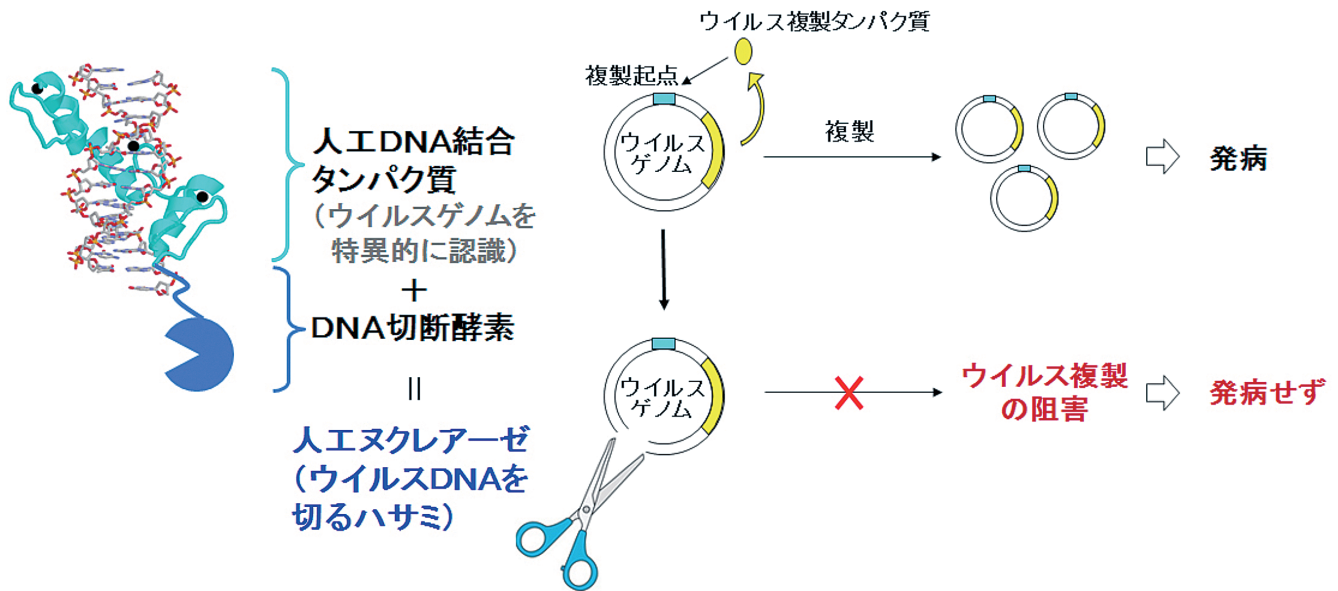 人工DNA結合
タンパク質
(ウイルスゲノムを
特異的に認識)
+
DNA切断酵素
=
人工ヌクレアーゼ
(ウイルスDNAを
切るハサミ)
ウイルス複製タンパク質
複製起点
ウイルス
ゲノム
複製
発病
ウイルス
ゲノム
ウイルス複製
の阻害
発病せず